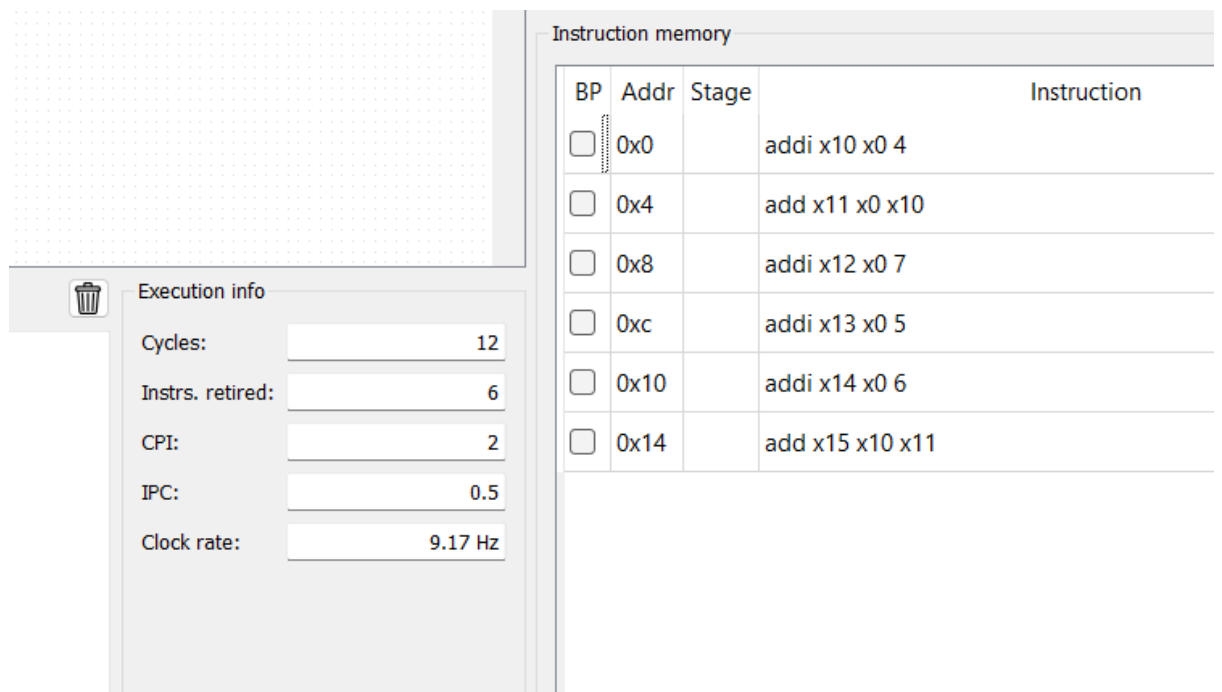 Instruction memory
BP Addr Stage Instruction
0x0 addi x10 x0 4
0x4 add x11 x0 x10
0x8 addi x12 x0 7
0xc addi x13 x0 5
0x10 addi x14 x0 6
0x14 add x15 x10 x11
Execution info
Cycles: 12
Instrs. retired: 6
CPI: 2
IPC: 0.5
Clock rate: 9.17 Hz